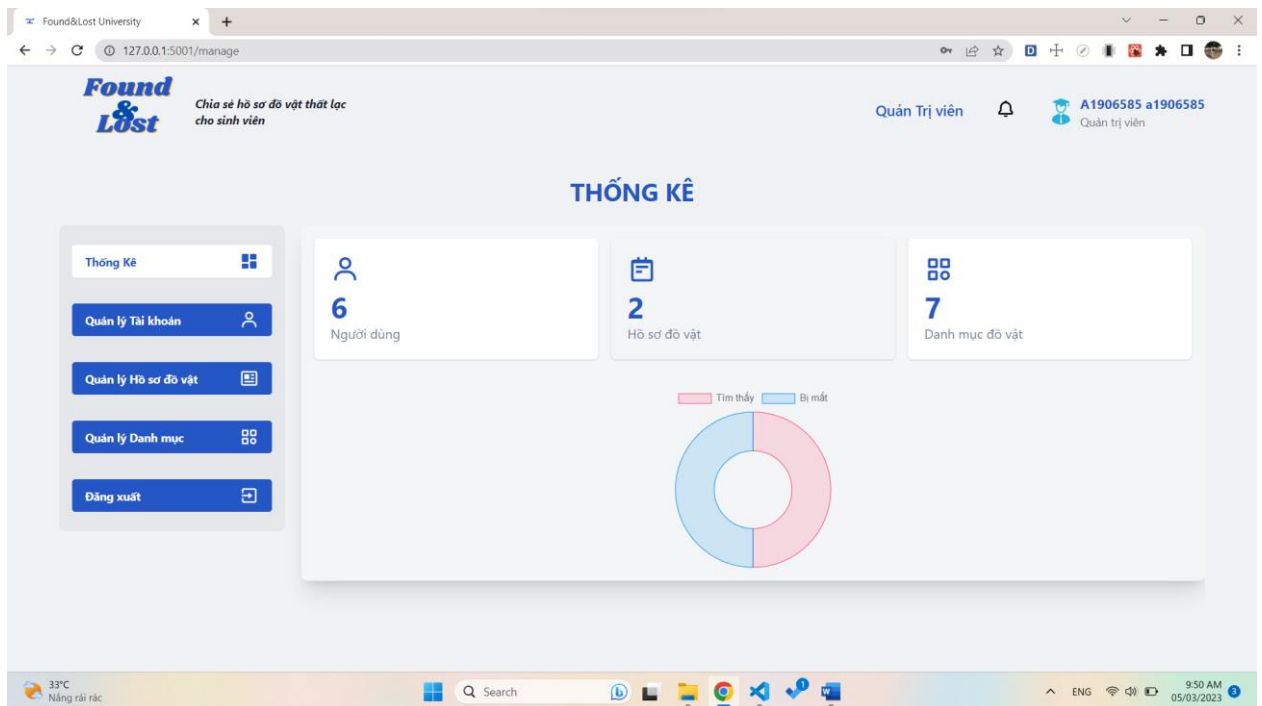 Found&Lost University
127.0.0.1:5001/manage
Found
&
Lost
Chia sẻ hồ sơ đồ vật thất lạc
cho sinh viên
Quản Trị viên
A1906585 a1906585
Quản trị viên
THỐNG KÊ
Thống Kê
Quản lý Tài khoản
Quản lý Hồ sơ đồ vật
Quản lý Danh mục
Đăng xuất
6
Người dùng
2
Hồ sơ đồ vật
7
Danh mục đồ vật
Tìm thấy
Bị mất
33°C
Nắng rải rác
Search
ENG
9:50 AM
05/03/2023